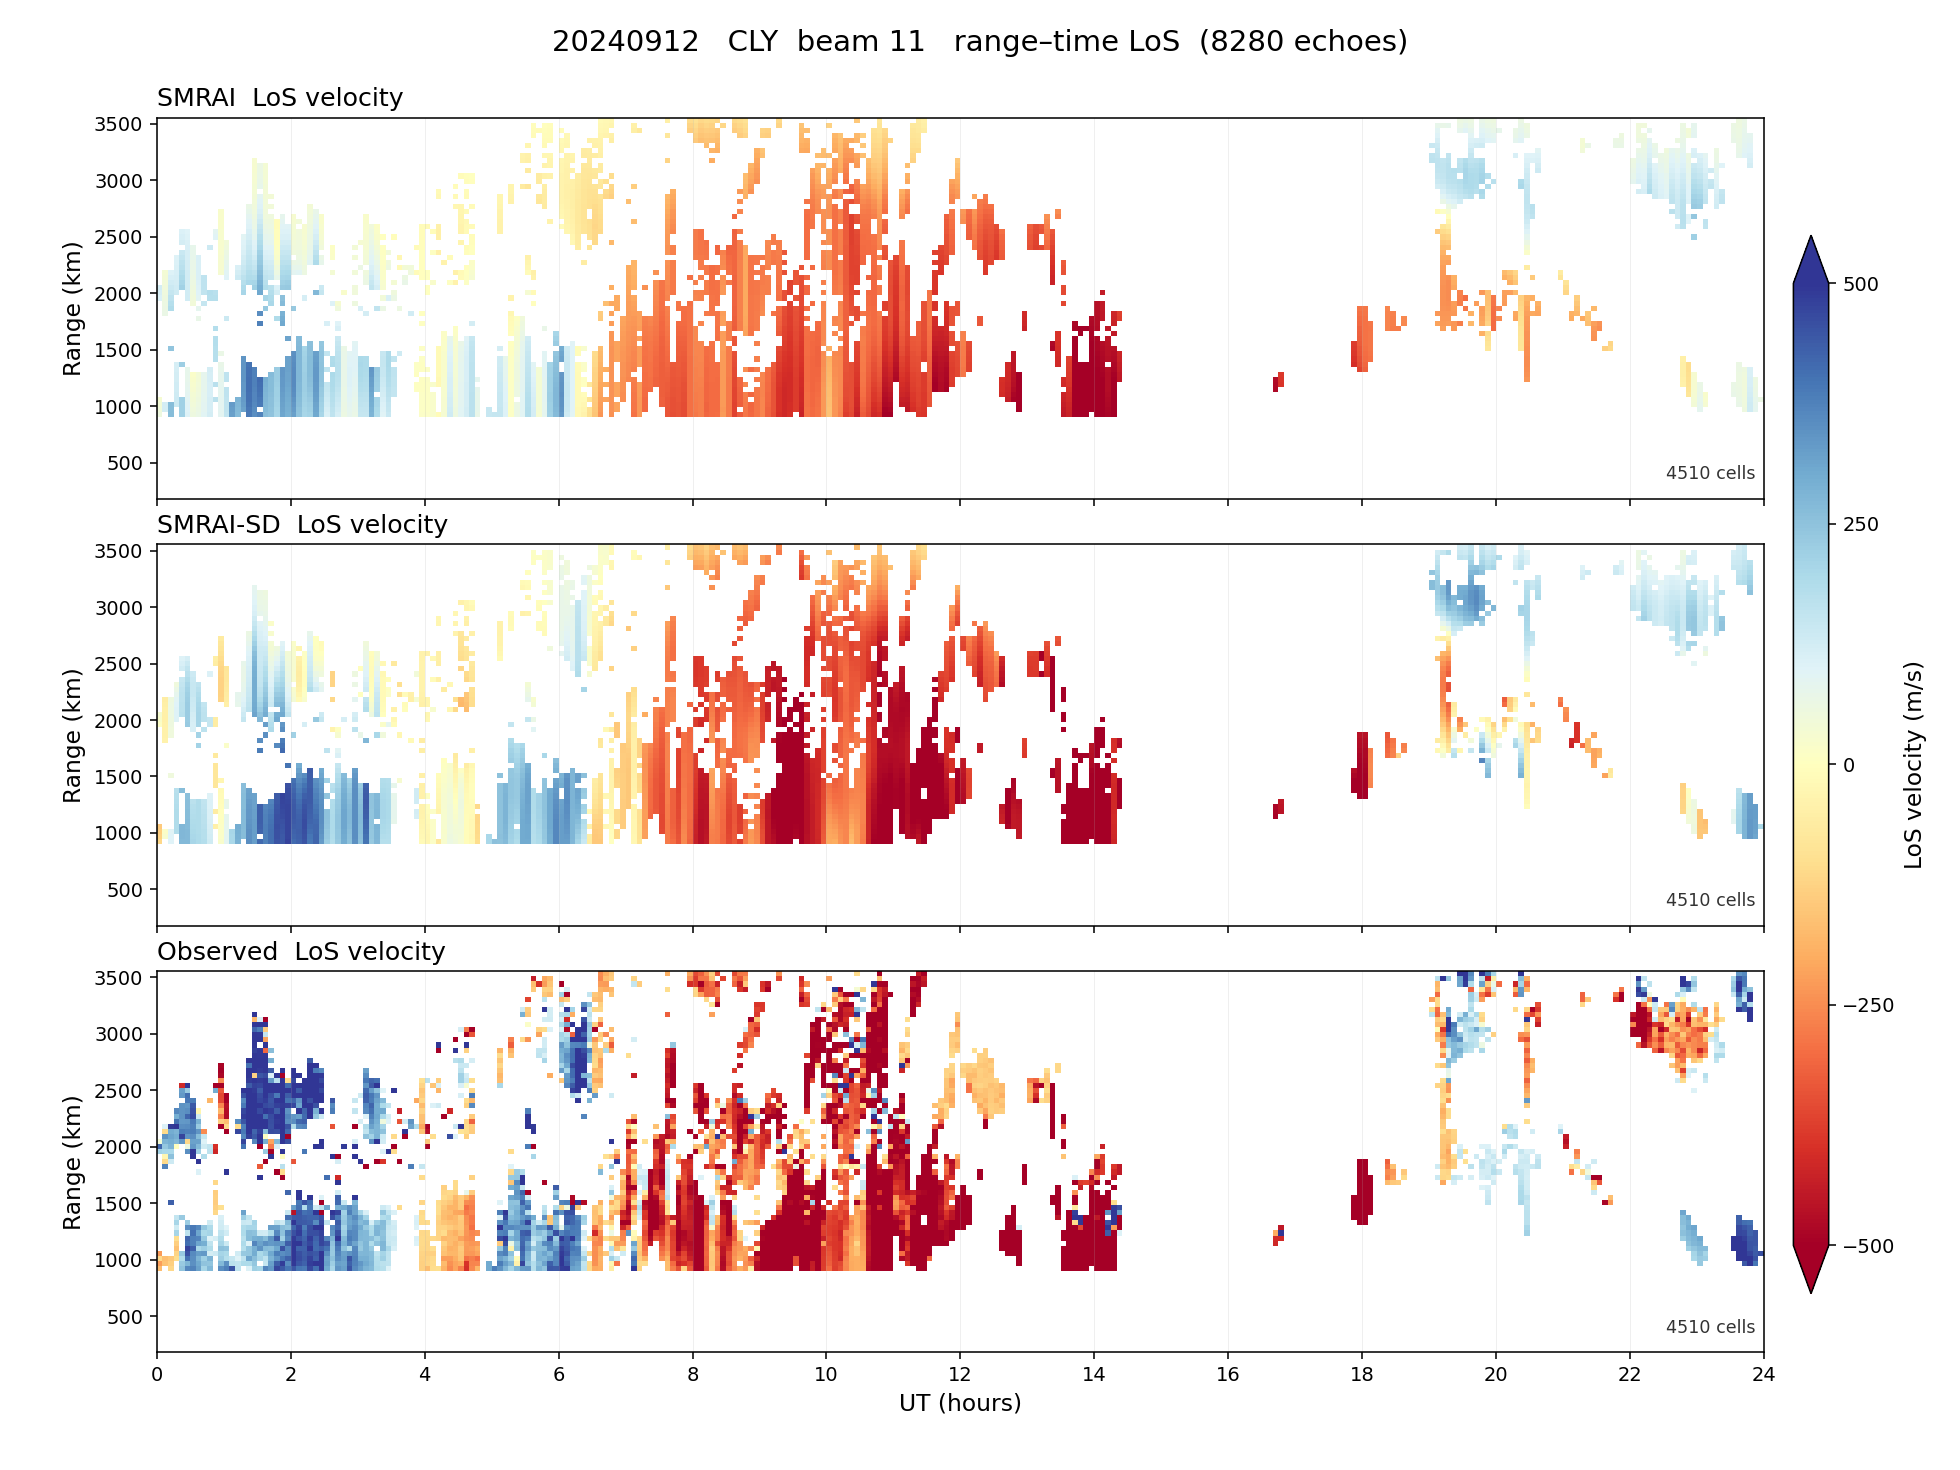 20240912   CLY  beam 11   range–time LoS  (8280 echoes)
SMRAI  LoS velocity
3500
3000
2500
2000
1500
1000
500
Range (km)
4510 cells
SMRAI-SD  LoS velocity
3500
3000
2500
2000
1500
1000
500
Range (km)
4510 cells
Observed  LoS velocity
3500
3000
2500
2000
1500
1000
500
Range (km)
4510 cells
0 2 4 6 8 10 12 14 16 18 20 22 24
UT (hours)
500
250
0
−250
−500
LoS velocity (m/s)